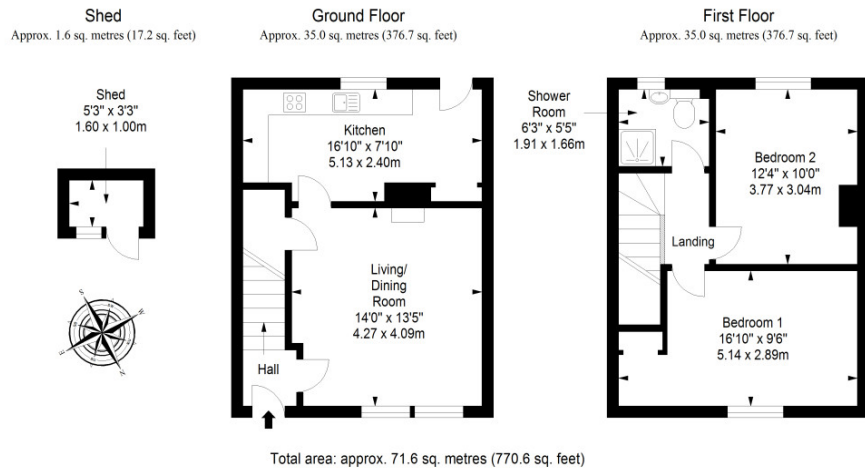 Shed
Approx. 1.6 sq. metres (17.2 sq. feet)
Ground Floor
Approx. 35.0 sq. metres (376.7 sq. feet)
First Floor
Approx. 35.0 sq. metres (376.7 sq. feet)
Shed
5'3" x 3'3"
1.60 x 1.00m
Kitchen
16'10" x 7'10"
5.13 x 2.40m
Living/
Dining
Room
14'0" x 13'5"
4.27 x 4.09m
Hall
Shower
Room
6'3" x 5'5"
1.91 x 1.66m
Bedroom 2
12'4" x 10'0"
3.77 x 3.04m
Landing
Bedroom 1
16'10" x 9'6"
5.14 x 2.89m
S
W
E
N
Total area: approx. 71.6 sq. metres (770.6 sq. feet)